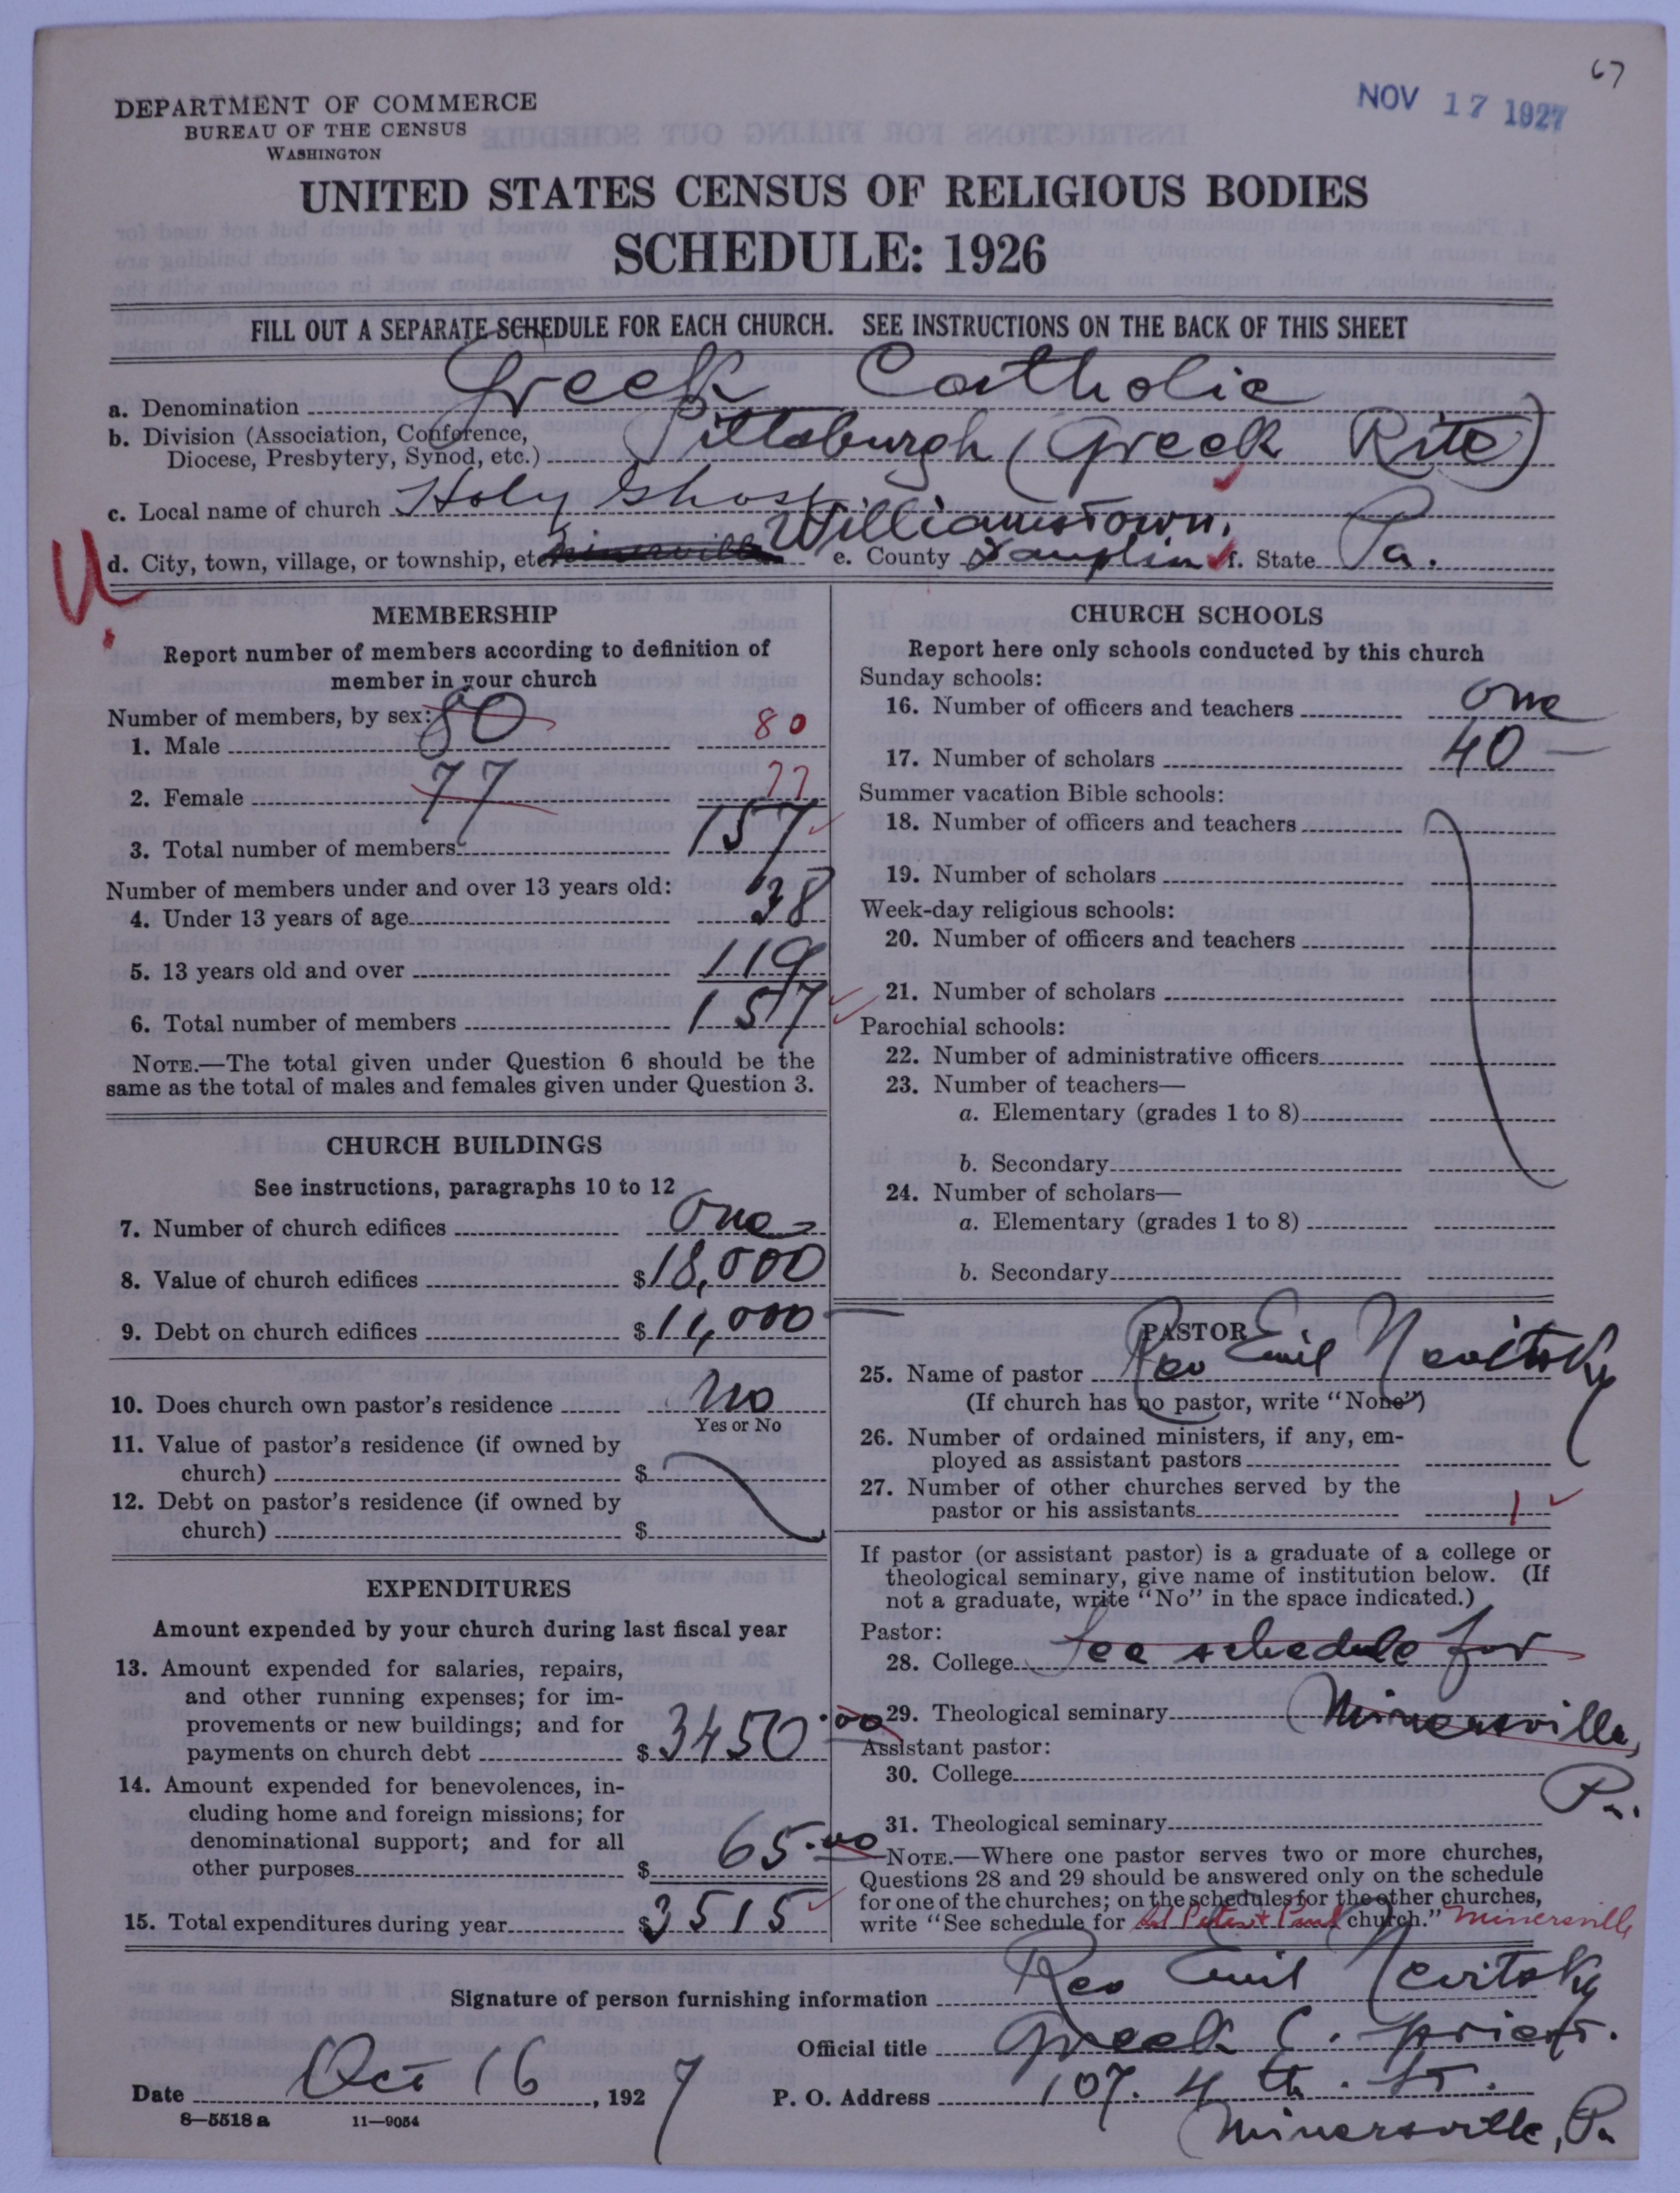 67
NOV 17 1927
DEPARTMENT OF COMMERCE
BUREAU OF THE CENSUS
WASHINGTON
UNITED STATES CENSUS OF RELIGIOUS BODIES
SCHEDULE: 1926
FILL OUT A SEPARATE SCHEDULE FOR EACH CHURCH. SEE INSTRUCTIONS ON THE BACK OF THIS SHEET
a. Denomination Greek Catholic
b. Division (Association, Conference,
Diocese, Presbytery, Synod, etc.) Pittsburgh (Greek Rite)
c. Local name of church Holy Ghost
d. City, town, village, or township, etc. Williamstown, e. County Dauphin f. State Pa.
U.
MEMBERSHIP
Report number of members according to definition of
member in your church
Number of members, by sex:
1. Male 80 80
2. Female 77 77
3. Total number of members 157
Number of members under and over 13 years old:
4. Under 13 years of age 38
5. 13 years old and over 119
6. Total number of members 157
NOTE.—The total given under Question 6 should be the
same as the total of males and females given under Question 3.
CHURCH BUILDINGS
See instructions, paragraphs 10 to 12
7. Number of church edifices One
8. Value of church edifices $18,000
9. Debt on church edifices $11,000
10. Does church own pastor's residence No
Yes or No
11. Value of pastor's residence (if owned by
church) $
12. Debt on pastor's residence (if owned by
church) $
EXPENDITURES
Amount expended by your church during last fiscal year
13. Amount expended for salaries, repairs,
and other running expenses; for im-
provements or new buildings; and for
payments on church debt $3450.00
14. Amount expended for benevolences, in-
cluding home and foreign missions; for
denominational support; and for all
other purposes $65.00
15. Total expenditures during year $3515
CHURCH SCHOOLS
Report here only schools conducted by this church
Sunday schools:
16. Number of officers and teachers one
17. Number of scholars 40
Summer vacation Bible schools:
18. Number of officers and teachers
19. Number of scholars
Week-day religious schools:
20. Number of officers and teachers
21. Number of scholars
Parochial schools:
22. Number of administrative officers
23. Number of teachers—
a. Elementary (grades 1 to 8)
b. Secondary
24. Number of scholars—
a. Elementary (grades 1 to 8)
b. Secondary
PASTOR
25. Name of pastor Rev Emil Nevitsky
(If church has no pastor, write "None")
26. Number of ordained ministers, if any, em-
ployed as assistant pastors
27. Number of other churches served by the
pastor or his assistants 1
If pastor (or assistant pastor) is a graduate of a college or
theological seminary, give name of institution below. (If
not a graduate, write "No" in the space indicated.)
Pastor:
28. College See schedule for
29. Theological seminary Minersville,
Pa.
Assistant pastor:
30. College
31. Theological seminary
NOTE.—Where one pastor serves two or more churches,
Questions 28 and 29 should be answered only on the schedule
for one of the churches; on the schedules for the other churches,
write "See schedule for Sts Peter + Paul church." Minersville
Signature of person furnishing information Rev Emil Nevitsky
Official title Greek C. priest.
Date Oct 16, 1927 P. O. Address 107. 4th. St.
Minersville, Pa
8—5518 a 11—9054